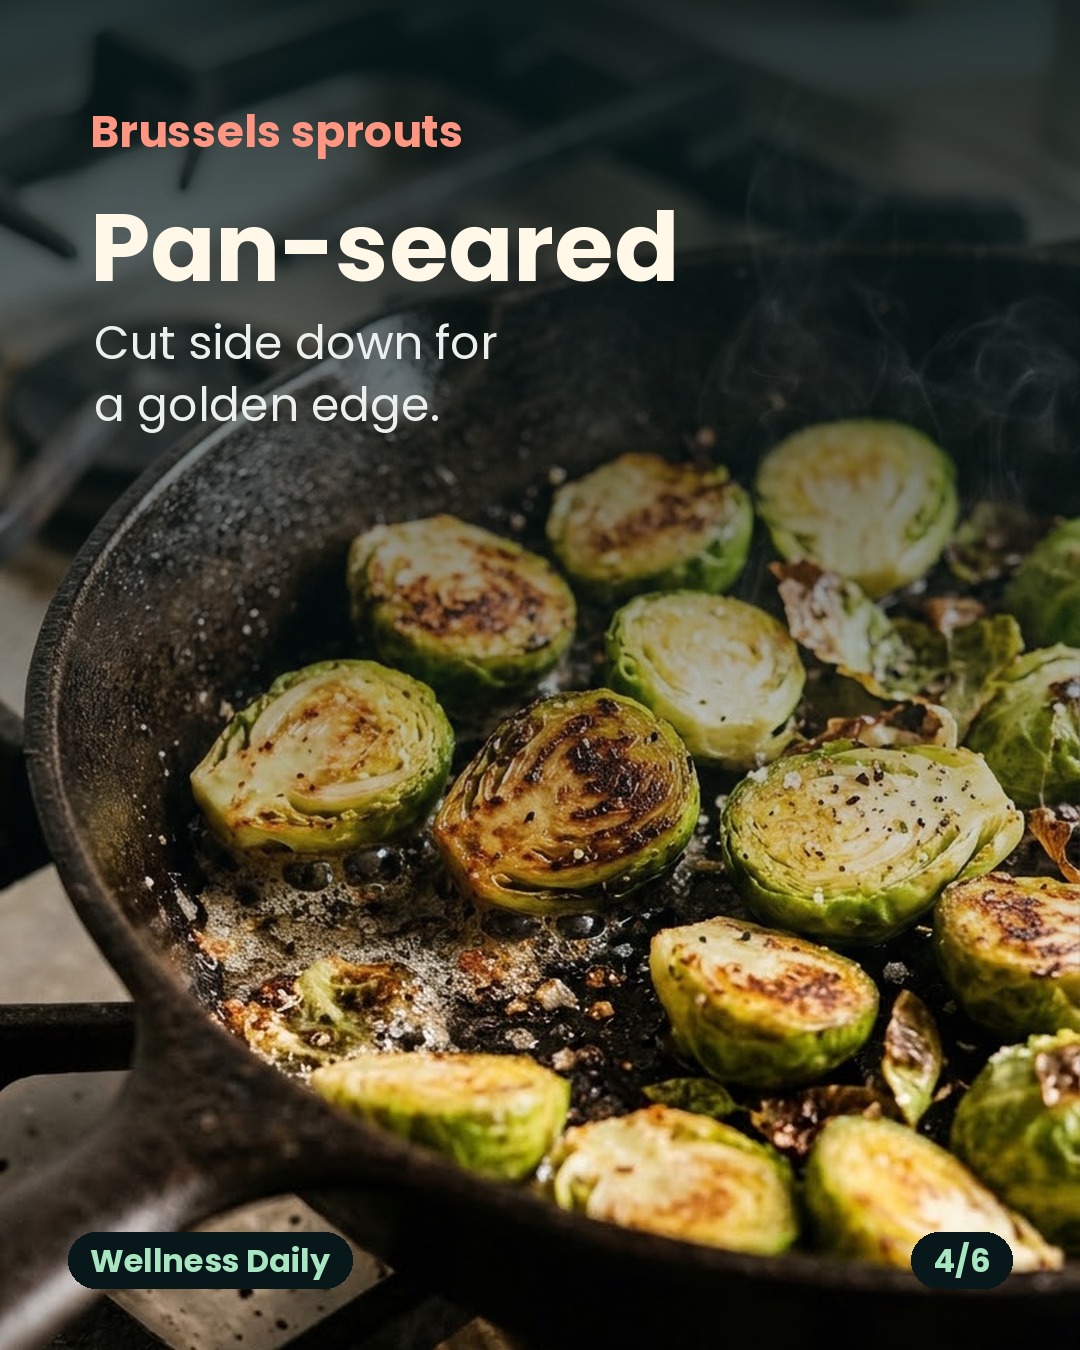 Brussels sprouts
Pan-seared
Cut side down for
a golden edge.
Wellness Daily
4/6